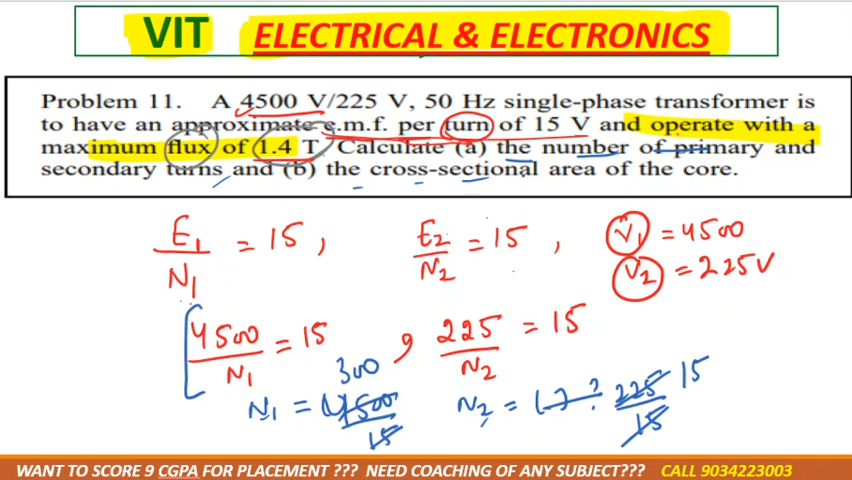 VIT ELECTRICAL & ELECTRONICS
Problem 11. A 4500 V/225 V, 50 Hz single-phase transformer is
to have an approximate e.m.f. per turn of 15 V and operate with a
maximum flux of 1.4 T. Calculate (a) the number of primary and
secondary turns and (b) the cross-sectional area of the core.
E1/N1 = 15, E2/N2 = 15, V1 = 4500
V2 = 225V
4500/N1 = 15, 225/N2 = 15
300 15
N1 = 4500/15 N2 = ? 225/15
WANT TO SCORE 9 CGPA FOR PLACEMENT ??? NEED COACHING OF ANY SUBJECT??? CALL 9034223003